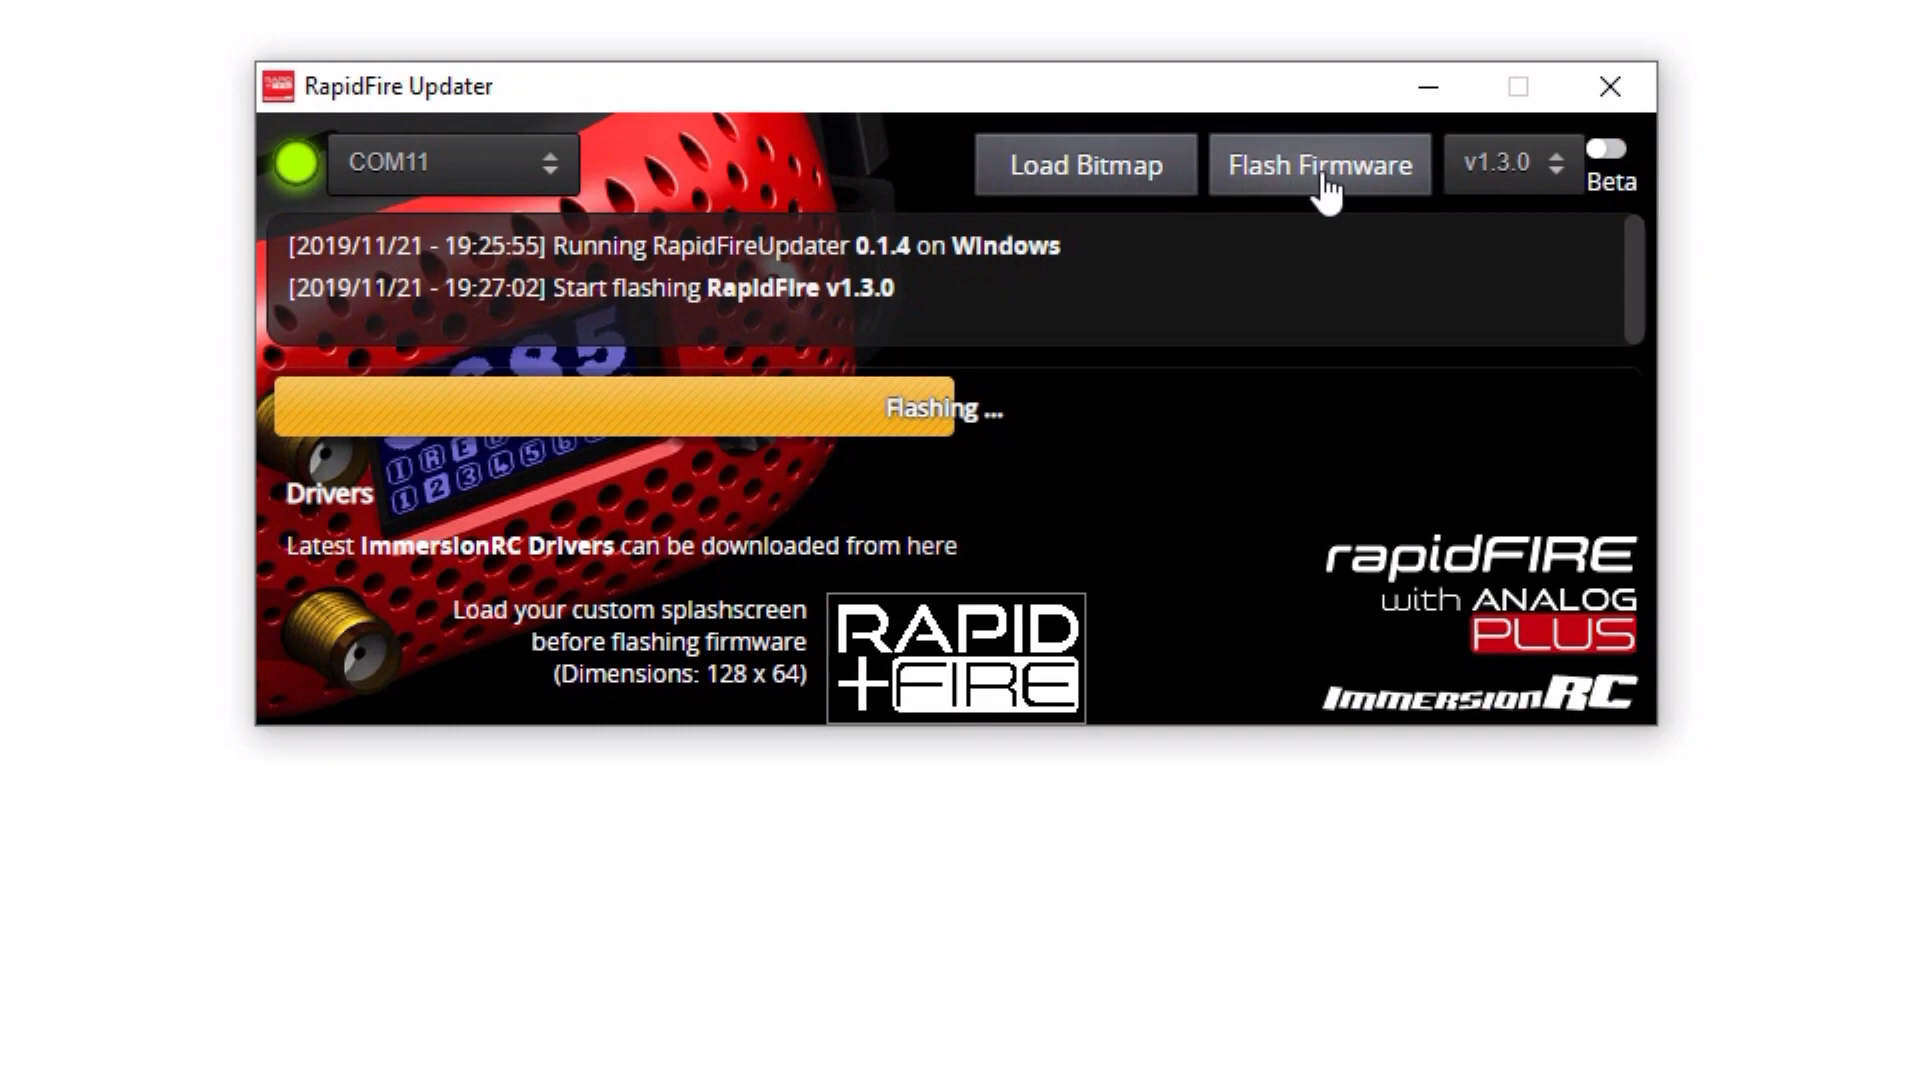 RapidFire Updater
COM11
Load Bitmap
Flash Firmware
v1.3.0
Beta
[2019/11/21 - 19:25:55] Running RapidFireUpdater 0.1.4 on Windows
[2019/11/21 - 19:27:02] Start flashing RapidFire v1.3.0
Flashing ...
Drivers
Latest ImmersionRC Drivers can be downloaded from here
Load your custom splashscreen
before flashing firmware
(Dimensions: 128 x 64)
RAPID
+FIRE
rapidFIRE
with ANALOG
PLUS
ImmersionRC